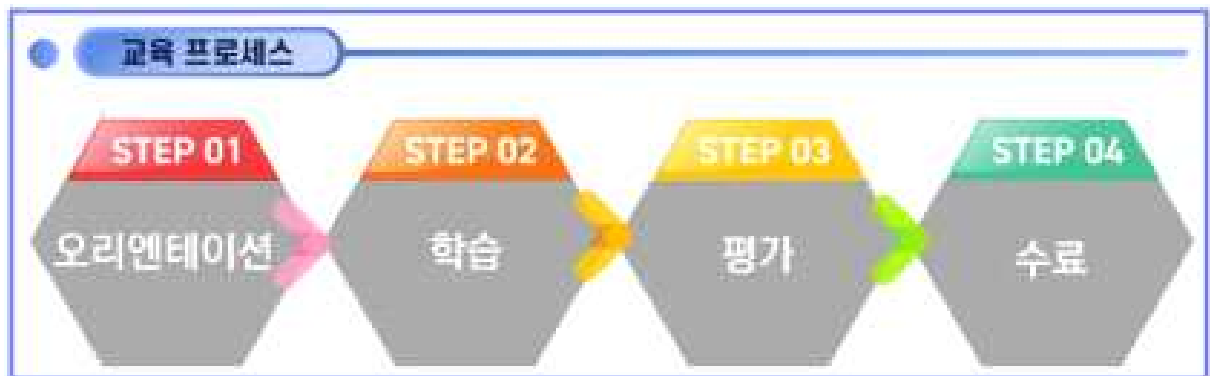 교육 프로세스
STEP 01
오리엔테이션
STEP 02
학습
STEP 03
평가
STEP 04
수료